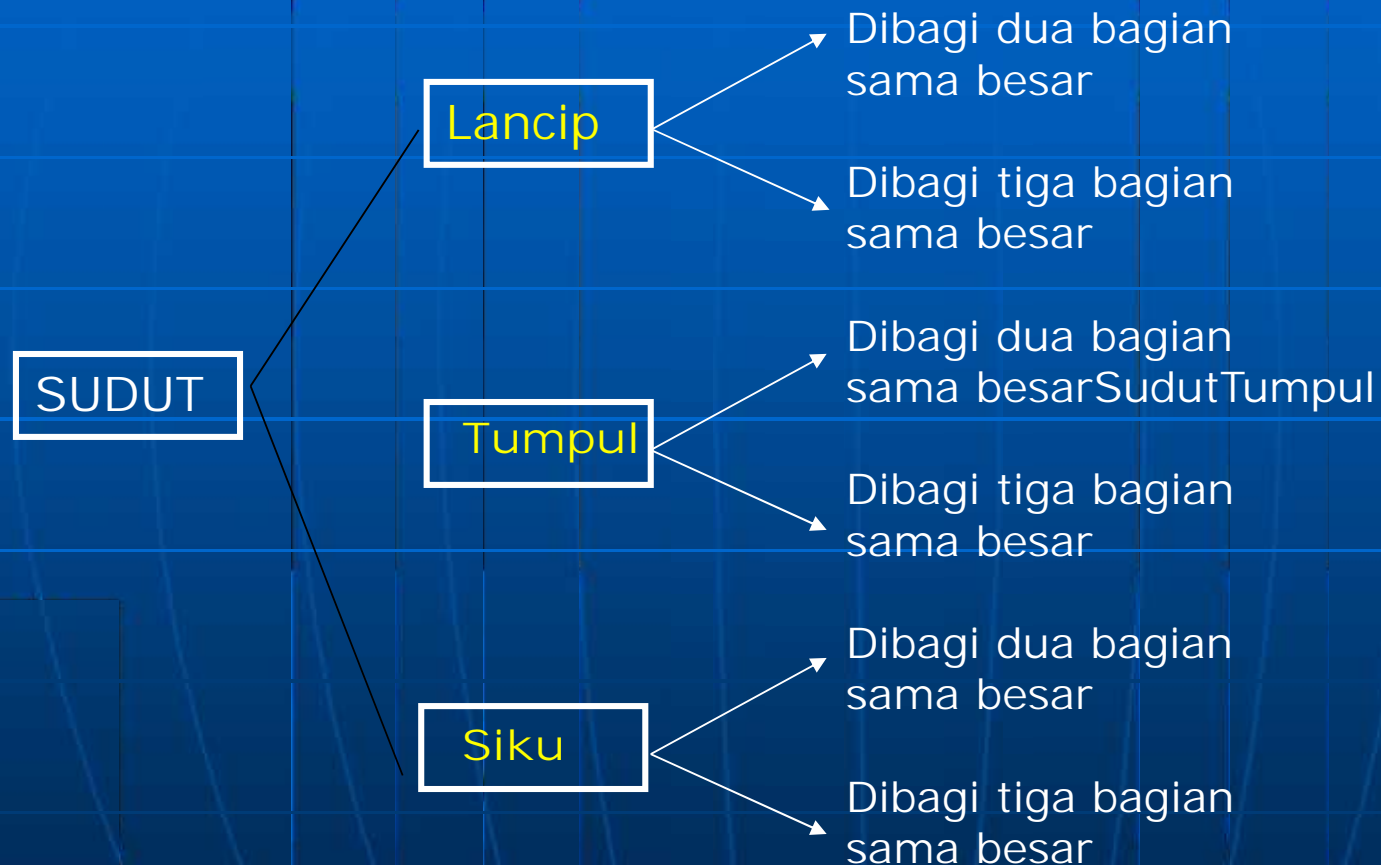 SUDUT
Lancip
Dibagi dua bagian
sama besar
Dibagi tiga bagian
sama besar
Tumpul
Dibagi dua bagian
sama besarSudutTumpul
Dibagi tiga bagian
sama besar
Siku
Dibagi dua bagian
sama besar
Dibagi tiga bagian
sama besar